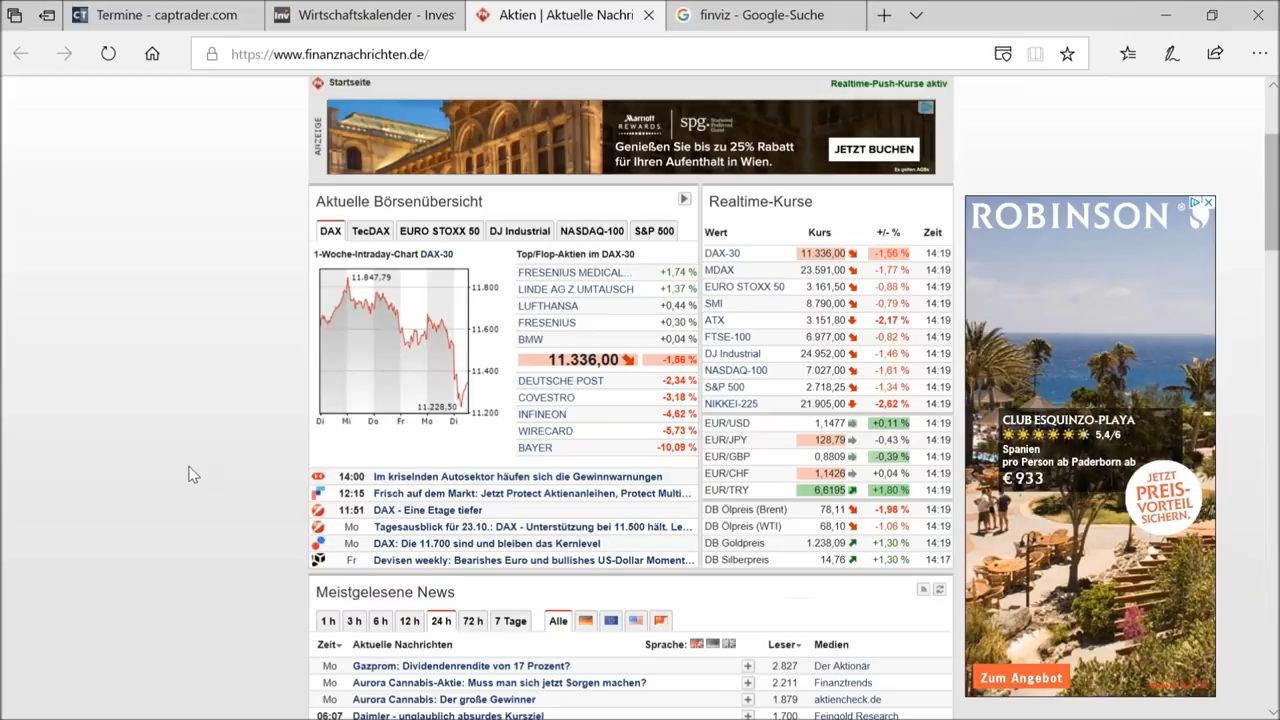 Termine - captrader.com
Wirtschaftskalender - Inves
Aktien | Aktuelle Nachri
finviz - Google-Suche
https://www.finanznachrichten.de/
Startseite
Realtime-Push-Kurse aktiv
ANZEIGE
Marriott
REWARDS
spg.
Genießen Sie bis zu 25% Rabatt
für Ihren Aufenthalt in Wien.
JETZT BUCHEN
Es gelten AGBs
Aktuelle Börsenübersicht
DAX TecDAX EURO STOXX 50 DJ Industrial NASDAQ-100 S&P 500
1-Woche-Intraday-Chart DAX-30
11.847,79
11.800
11.600
11.400
11.228,50
11.200
Di Mi Do Fr Mo Di
Top/Flop-Aktien im DAX-30
FRESENIUS MEDICAL... +1,74 %
LINDE AG Z.UMTAUSCH +1,37 %
LUFTHANSA +0,44 %
FRESENIUS +0,30 %
BMW +0,04 %
11.336,00 -1,56 %
DEUTSCHE POST -2,34 %
COVESTRO -3,18 %
INFINEON -4,62 %
WIRECARD -5,73 %
BAYER -10,09 %
14:00 Im kriselnden Autosektor häufen sich die Gewinnwarnungen
12:15 Frisch auf dem Markt: Jetzt Protect Aktienanleihen, Protect Multi...
11:51 DAX - Eine Etage tiefer
Mo Tagesausblick für 23.10.: DAX - Unterstützung bei 11.500 hält. Le...
Mo DAX: Die 11.700 sind und bleiben das Kernlevel
Fr Devisen weekly: Bearishes Euro und bullishes US-Dollar Moment...
Realtime-Kurse
Wert Kurs +/- % Zeit
DAX-30 11.336,00 -1,56 % 14:19
MDAX 23.591,00 -1,77 % 14:19
EURO STOXX 50 3.161,50 -0,88 % 14:19
SMI 8.790,00 -0,79 % 14:19
ATX 3.151,80 -2,17 % 14:19
FTSE-100 6.977,00 -0,82 % 14:19
DJ Industrial 24.952,00 -1,46 % 14:19
NASDAQ-100 7.027,00 -1,61 % 14:19
S&P 500 2.718,25 -1,34 % 14:19
NIKKEI-225 21.905,00 -2,62 % 14:19
EUR/USD 1,1477 +0,11 % 14:19
EUR/JPY 128,79 -0,43 % 14:19
EUR/GBP 0,8809 -0,39 % 14:19
EUR/CHF 1,1426 +0,04 % 14:19
EUR/TRY 6,6195 +1,80 % 14:19
DB Ölpreis (Brent) 78,11 -1,98 % 14:19
DB Ölpreis (WTI) 68,10 -1,06 % 14:19
DB Goldpreis 1.238,09 +1,30 % 14:19
DB Silberpreis 14,76 +1,30 % 14:17
Meistgelesene News
1 h 3 h 6 h 12 h 24 h 72 h 7 Tage Alle
Zeit Aktuelle Nachrichten Sprache: Leser Medien
Mo Gazprom: Dividendenrendite von 17 Prozent? 2.827 Der Aktionär
Mo Aurora Cannabis-Aktie: Muss man sich jetzt Sorgen machen? 2.211 Finanztrends
Mo Aurora Cannabis: Der große Gewinner 1.879 aktiencheck.de
06:07 Daimler - unglaublich absurdes Kursziel 1.700 Feingold Research
ROBINSON ®
CLUB ESQUINZO-PLAYA
5,4/6
Spanien
pro Person ab Paderborn ab
€ 933
JETZT
PREIS-
VORTEIL
SICHERN.
Zum Angebot